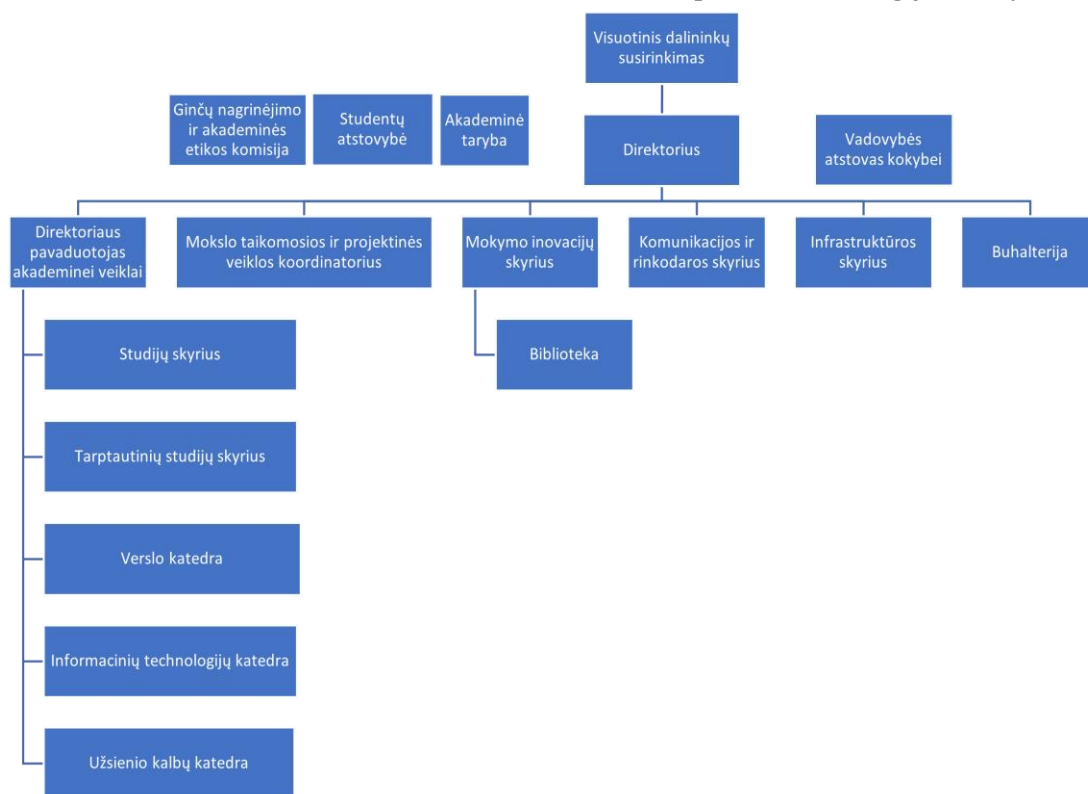 Visuotinis dalininkų
susirinkimas
Ginčų nagrinėjimo
ir akademinės
etikos komisija
Studentų
atstovybė
Akademinė
taryba
Direktorius
Vadovybės
atstovas kokybei
Direktoriaus
pavaduotojas
akademinei veiklai
Mokslo taikomosios ir projektinės
veiklos koordinatorius
Mokymo inovacijų
skyrius
Komunikacijos ir
rinkodaros skyrius
Infrastruktūros
skyrius
Buhalterija
Studijų skyrius
Biblioteka
Tarptautinių studijų skyrius
Verslo katedra
Informacinių technologijų katedra
Užsienio kalbų katedra